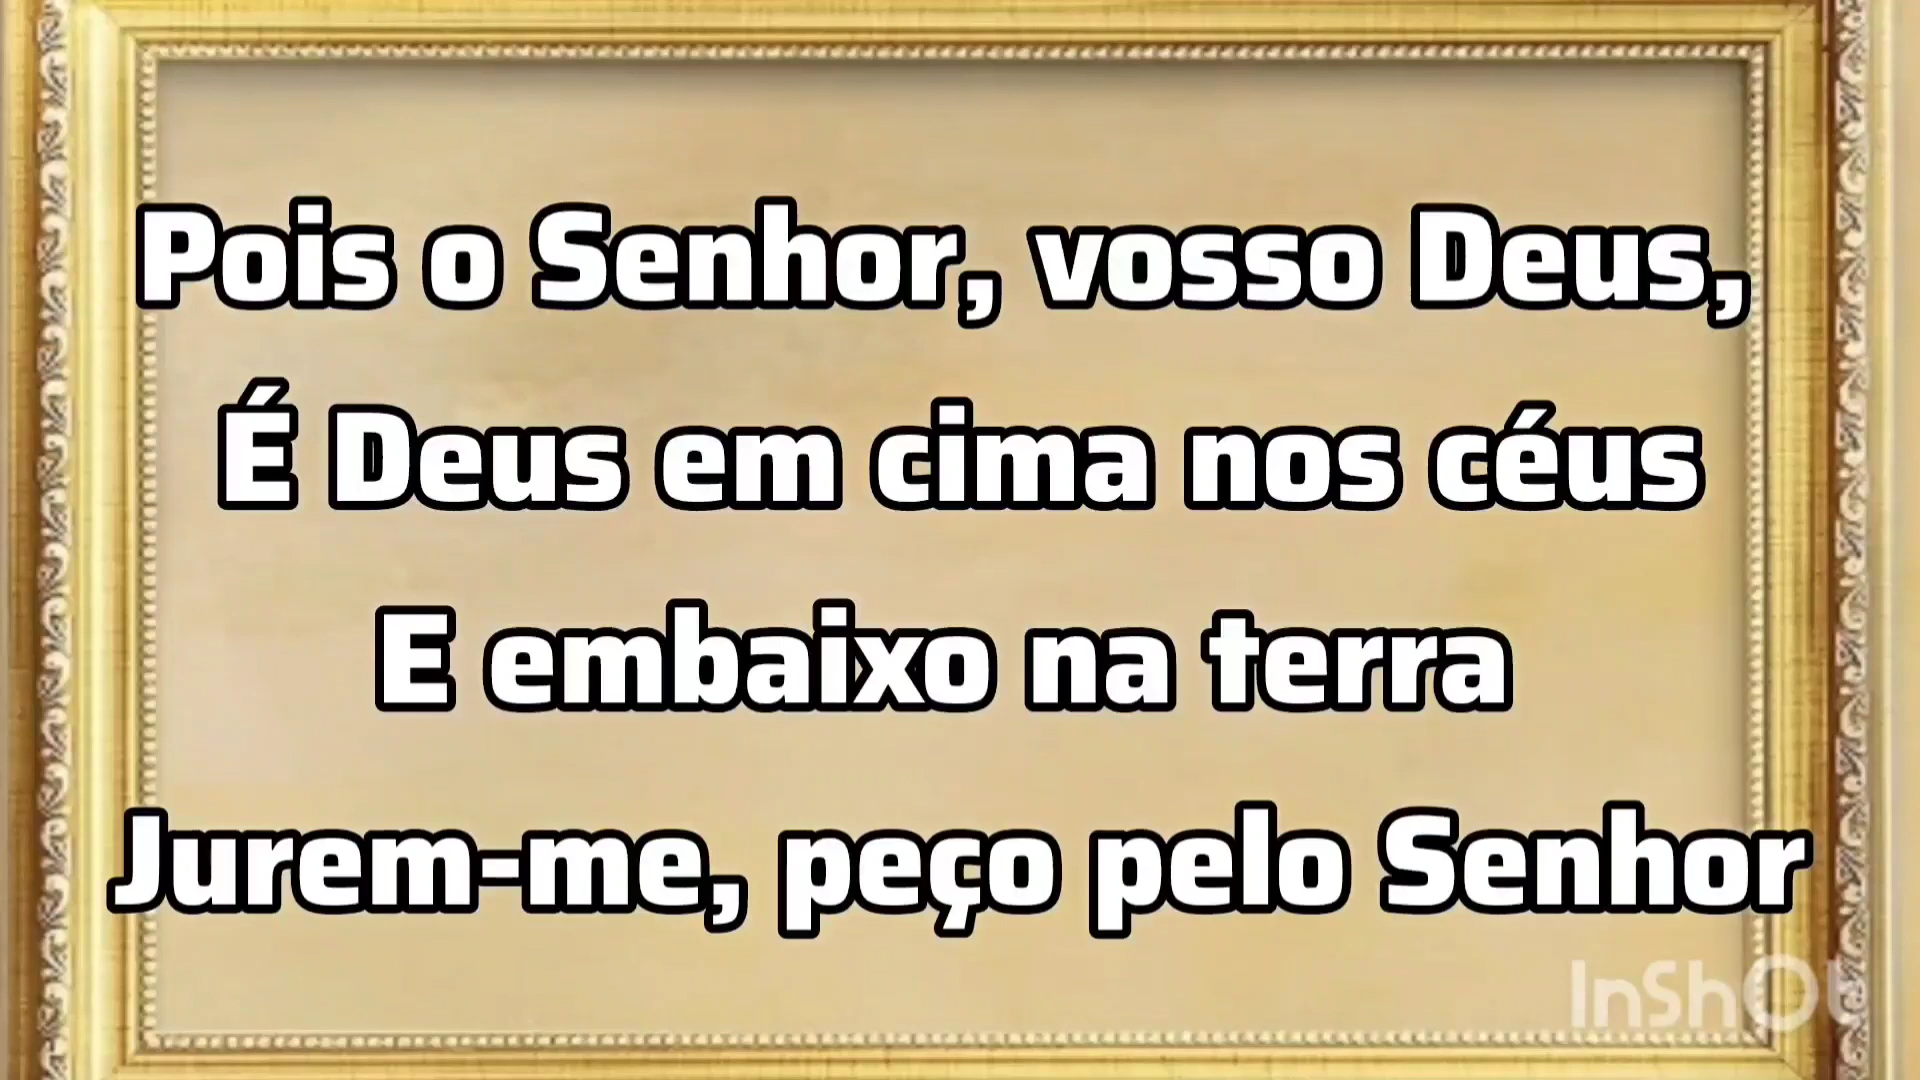 Pois o Senhor, vosso Deus,
É Deus em cima nos céus
E embaixo na terra
Jurem-me, peço pelo Senhor
InShOt